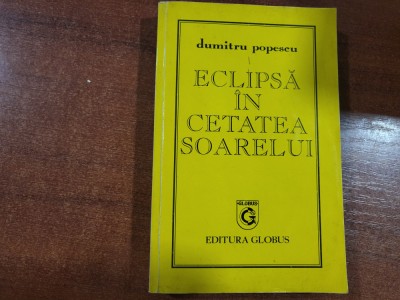 dumitru popescu
ECLIPSĂ
ÎN
CETATEA
SOARELUI
GLOBUS
EDITURA GLOBUS